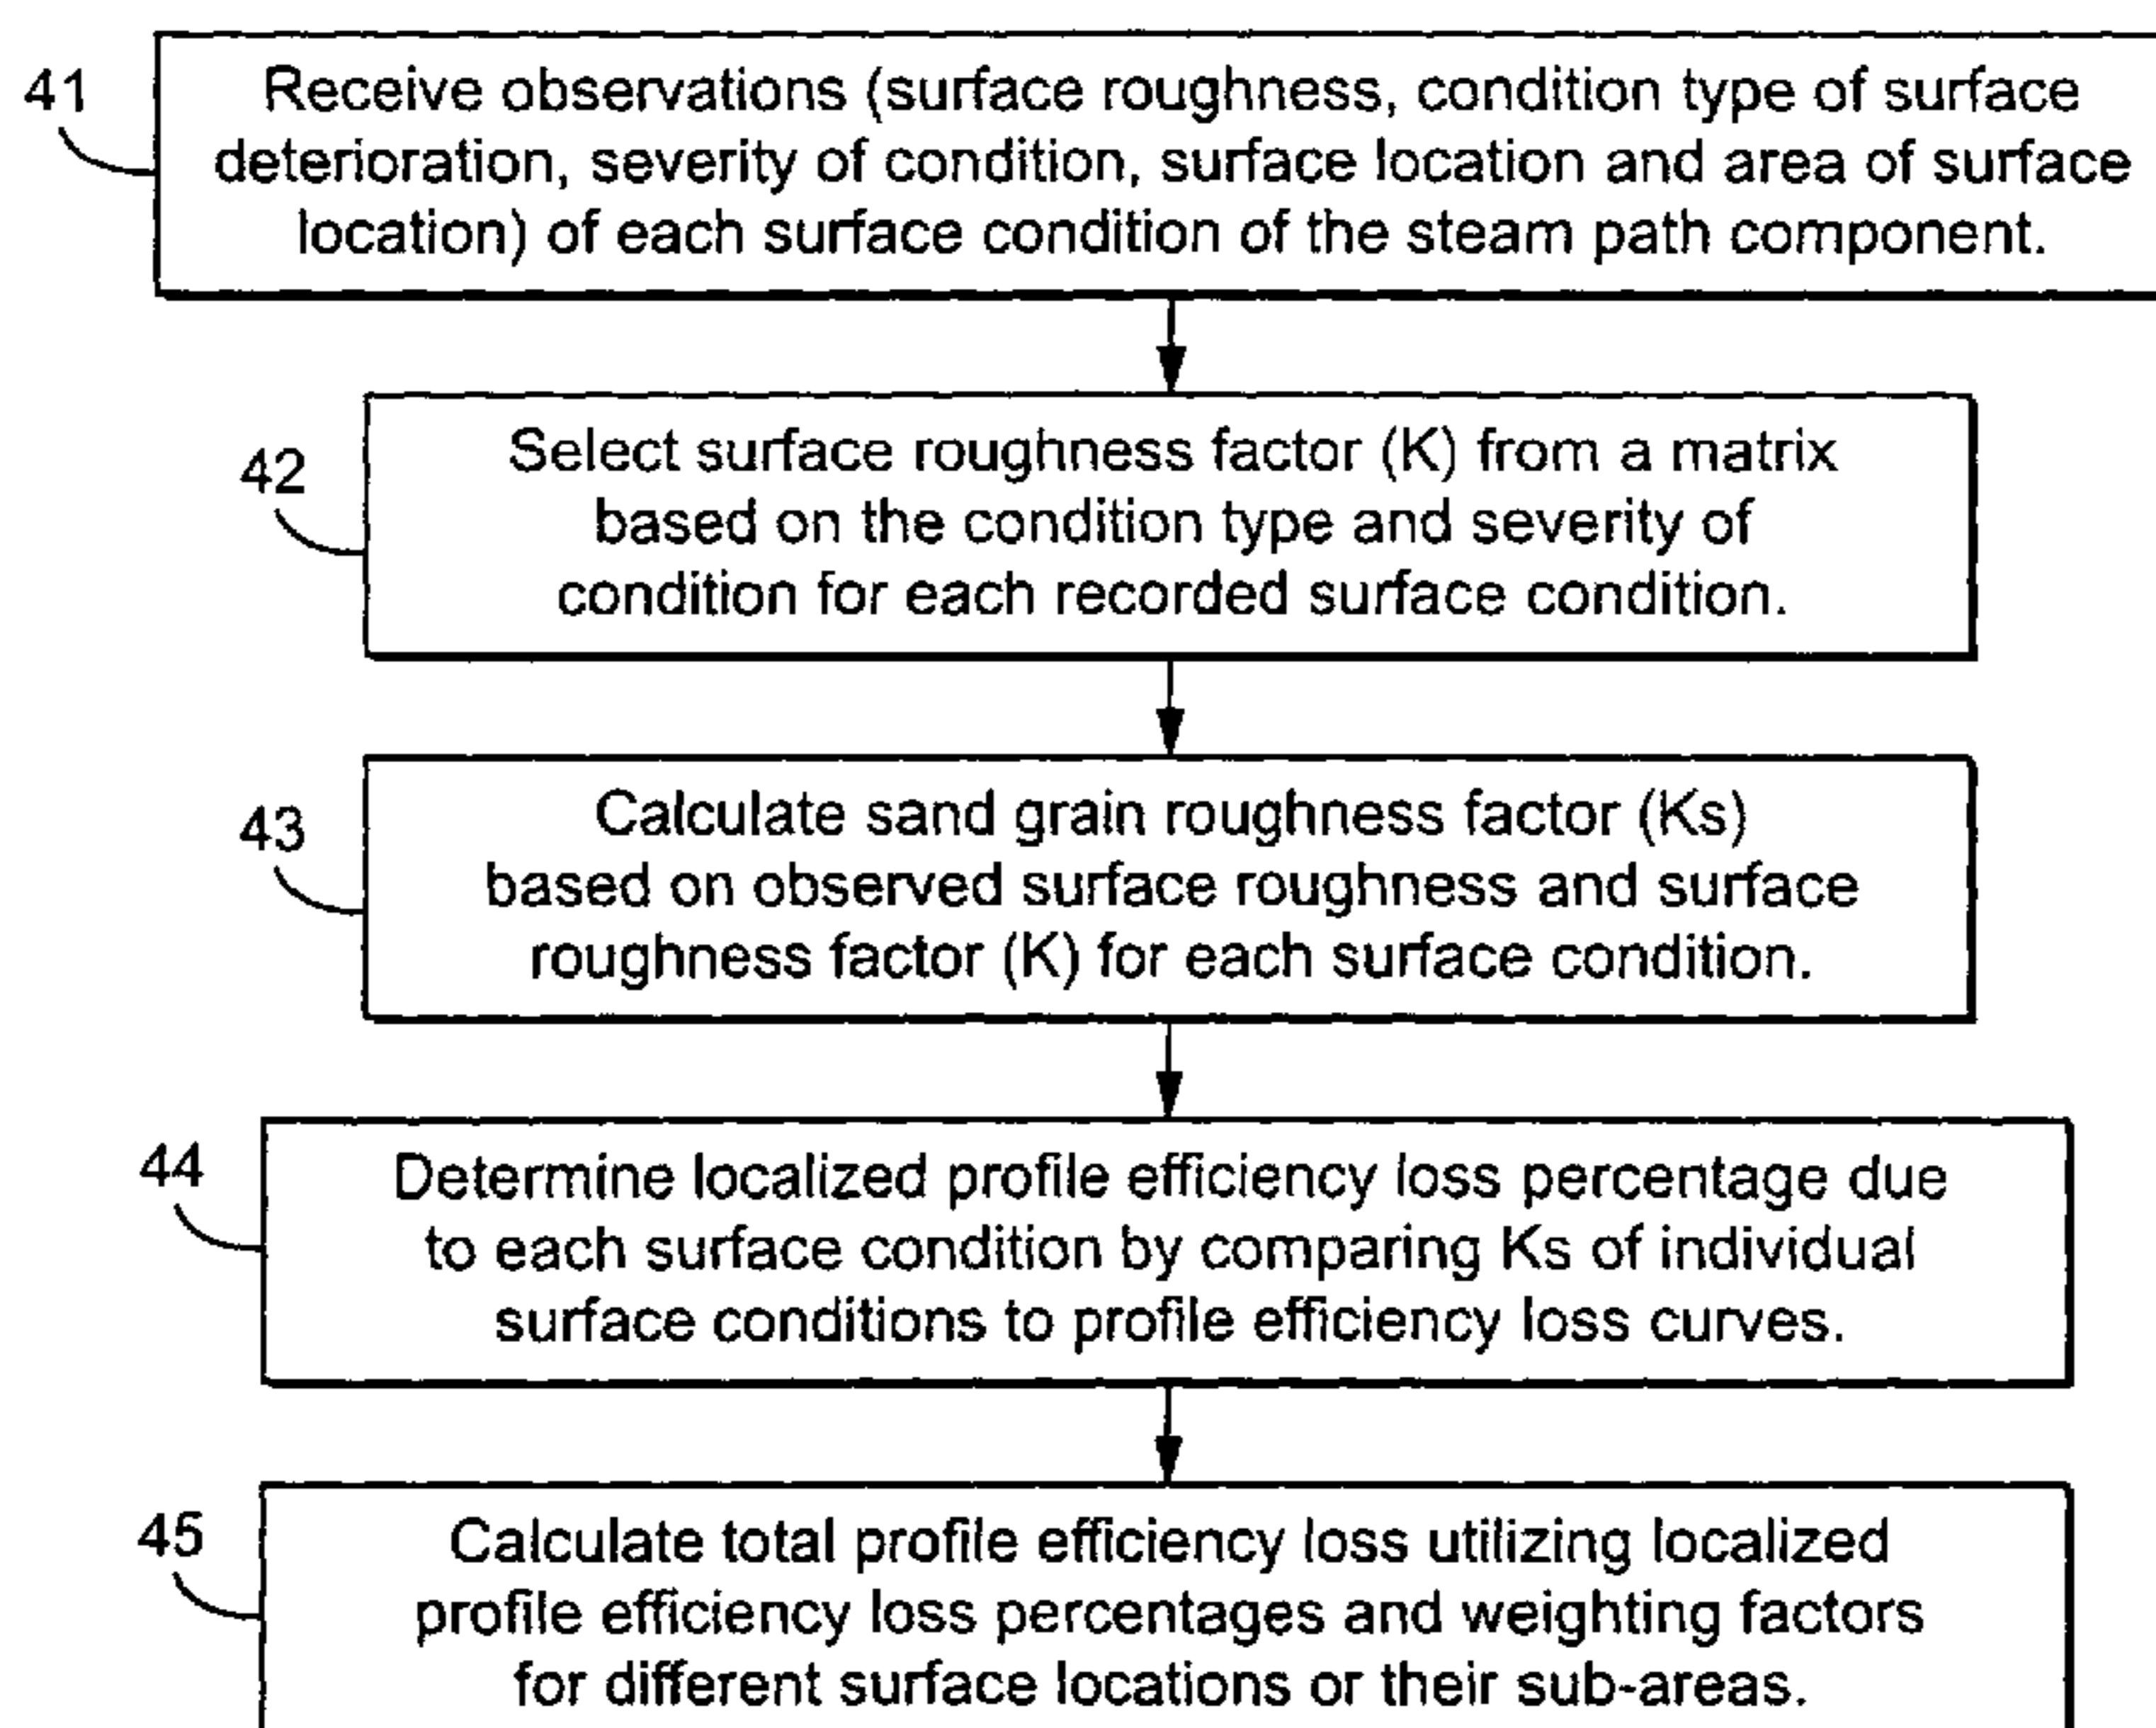 41
Receive observations (surface roughness, condition type of surface
deterioration, severity of condition, surface location and area of surface
location) of each surface condition of the steam path component.
42
Select surface roughness factor (K) from a matrix
based on the condition type and severity of
condition for each recorded surface condition.
43
Calculate sand grain roughness factor (Ks)
based on observed surface roughness and surface
roughness factor (K) for each surface condition.
44
Determine localized profile efficiency loss percentage due
to each surface condition by comparing Ks of individual
surface conditions to profile efficiency loss curves.
45
Calculate total profile efficiency loss utilizing localized
profile efficiency loss percentages and weighting factors
for different surface locations or their sub-areas.